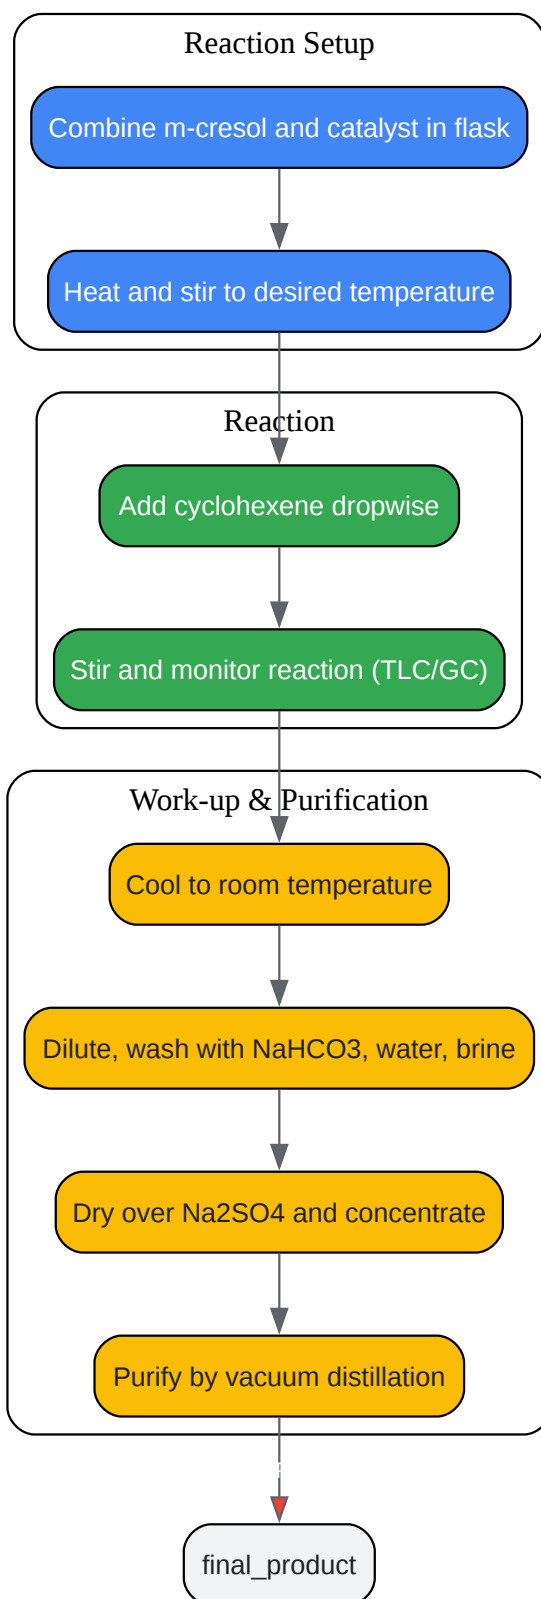 Reaction Setup
Combine m-cresol and catalyst in flask
Heat and stir to desired temperature
Reaction
Add cyclohexene dropwise
Stir and monitor reaction (TLC/GC)
Work-up & Purification
Cool to room temperature
Dilute, wash with NaHCO3, water, brine
Dry over Na2SO4 and concentrate
Purify by vacuum distillation
final_product